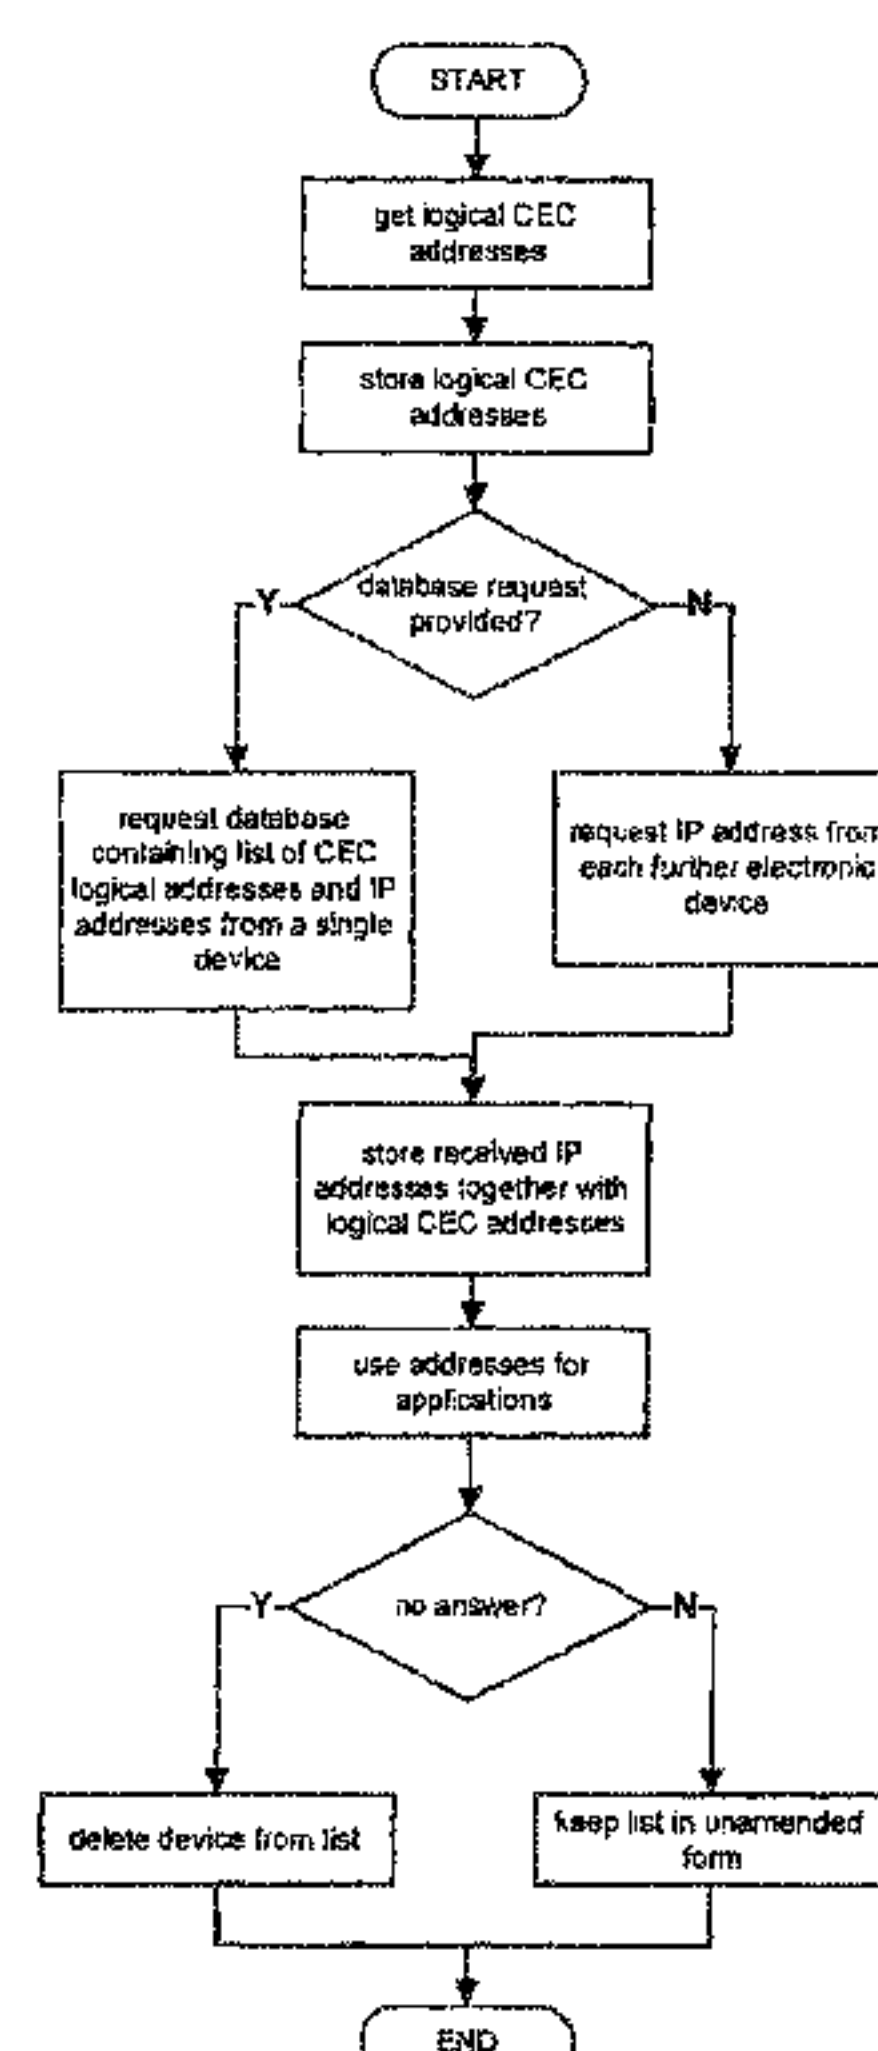 START
get logical CEC
addresses
store logical CEC
addresses
database request
provided?
Y
N
request database
containing list of CEC
logical addresses and IP
addresses from a single
device
request IP address from
each further electronic
device
store received IP
addresses together with
logical CEC addresses
use addresses for
applications
no answer?
Y
N
delete device from list
keep list in unamended
form
END